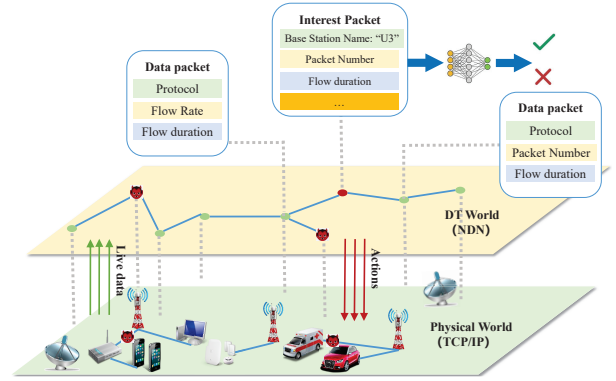 Interest Packet
Base Station Name: “U3”
Packet Number
Flow duration
...
Data packet
Protocol
Flow Rate
Flow duration
Data packet
Protocol
Packet Number
Flow duration
DT World
(NDN)
Live data
Actions
Physical World
(TCP/IP)